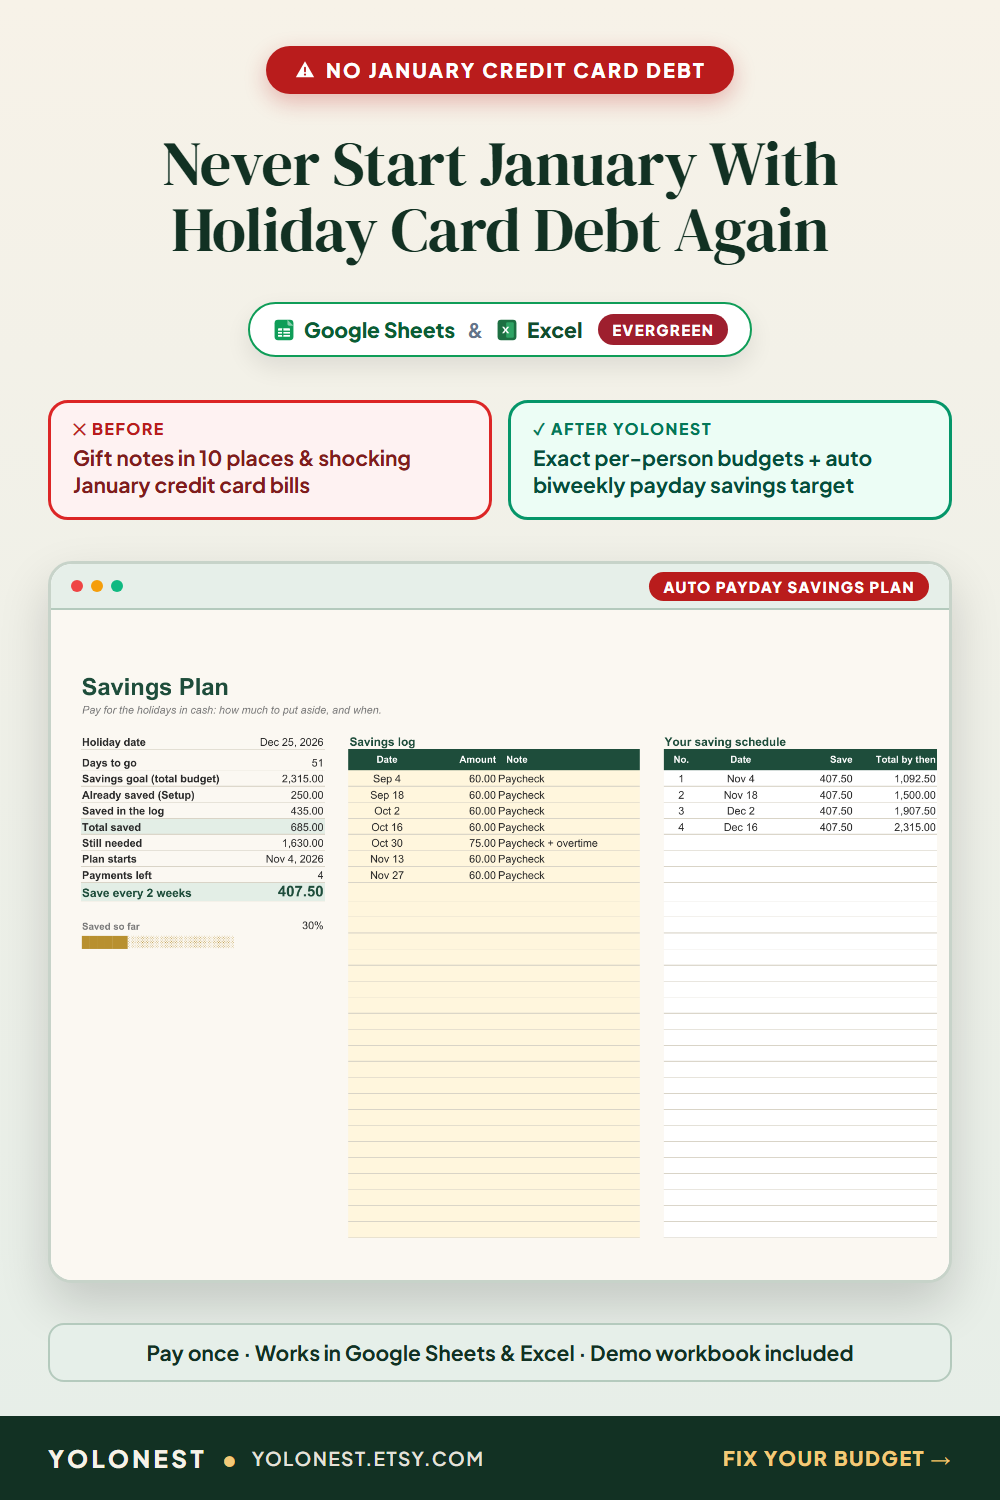 ⚠ NO JANUARY CREDIT CARD DEBT
Never Start January With
Holiday Card Debt Again
Google Sheets & Excel EVERGREEN
✕ BEFORE
Gift notes in 10 places & shocking
January credit card bills
✓ AFTER YOLONEST
Exact per-person budgets + auto
biweekly payday savings target
AUTO PAYDAY SAVINGS PLAN
Savings Plan
Pay for the holidays in cash: how much to put aside, and when.
Holiday date Dec 25, 2026
Days to go 51
Savings goal (total budget) 2,315.00
Already saved (Setup) 250.00
Saved in the log 435.00
Total saved 685.00
Still needed 1,630.00
Plan starts Nov 4, 2026
Payments left 4
Save every 2 weeks 407.50
Saved so far 30%
Savings log
Date Amount Note
Sep 4 60.00 Paycheck
Sep 18 60.00 Paycheck
Oct 2 60.00 Paycheck
Oct 16 60.00 Paycheck
Oct 30 75.00 Paycheck + overtime
Nov 13 60.00 Paycheck
Nov 27 60.00 Paycheck
Your saving schedule
No. Date Save Total by then
1 Nov 4 407.50 1,092.50
2 Nov 18 407.50 1,500.00
3 Dec 2 407.50 1,907.50
4 Dec 16 407.50 2,315.00
Pay once · Works in Google Sheets & Excel · Demo workbook included
YOLONEST • YOLONEST.ETSY.COM
FIX YOUR BUDGET →